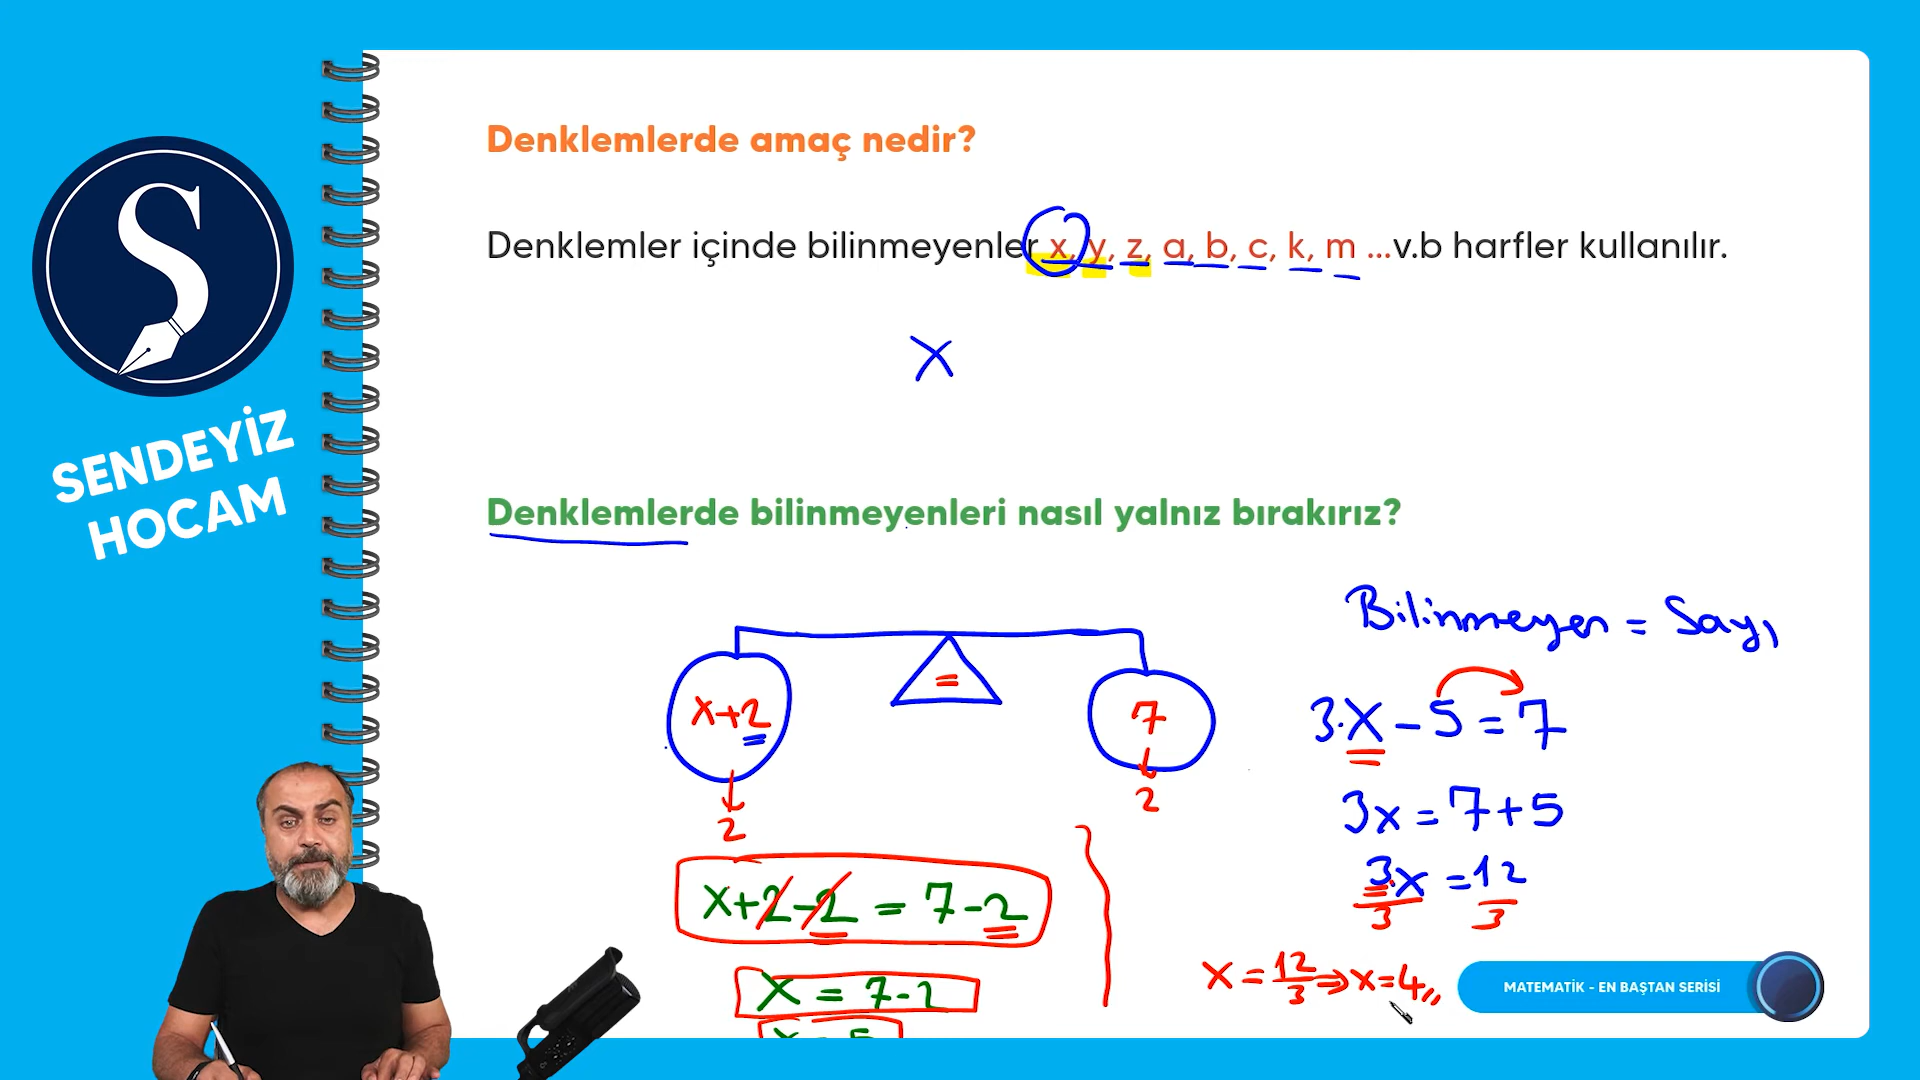 SENDEYİZ
HOCAM
Denklemlerde amaç nedir?
Denklemler içinde bilinmeyenler x, y, z, a, b, c, k, m ...v.b harfler kullanılır.
X
Denklemlerde bilinmeyenleri nasıl yalnız bırakırız?
x+2
=
7
2
2
x+2-2 = 7-2
x = 7-2
Bilinmeyen = Sayı
3.x - 5 = 7
3x = 7+5
3.x = 12
3 3
x = 12/3 ⇒ x=4,,
MATEMATİK - EN BAŞTAN SERİSİ